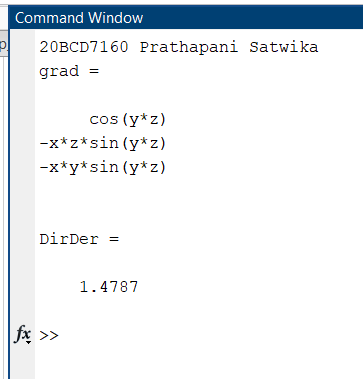 Command Window
20BCD7160 Prathapani Satwika
grad =
cos(y*z)
-x*z*sin(y*z)
-x*y*sin(y*z)
DirDer =
1.4787
fx >>